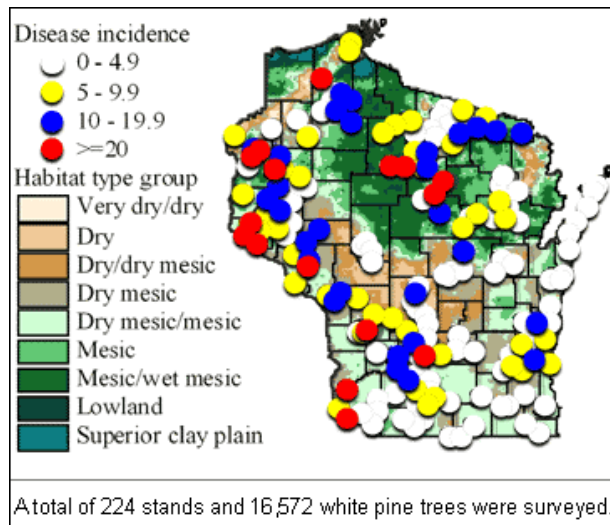 Disease incidence
0 - 4.9
5 - 9.9
10 - 19.9
>=20
Habitat type group
Very dry/dry
Dry
Dry/dry mesic
Dry mesic
Dry mesic/mesic
Mesic
Mesic/wet mesic
Lowland
Superior clay plain
A total of 224 stands and 16,572 white pine trees were surveyed.